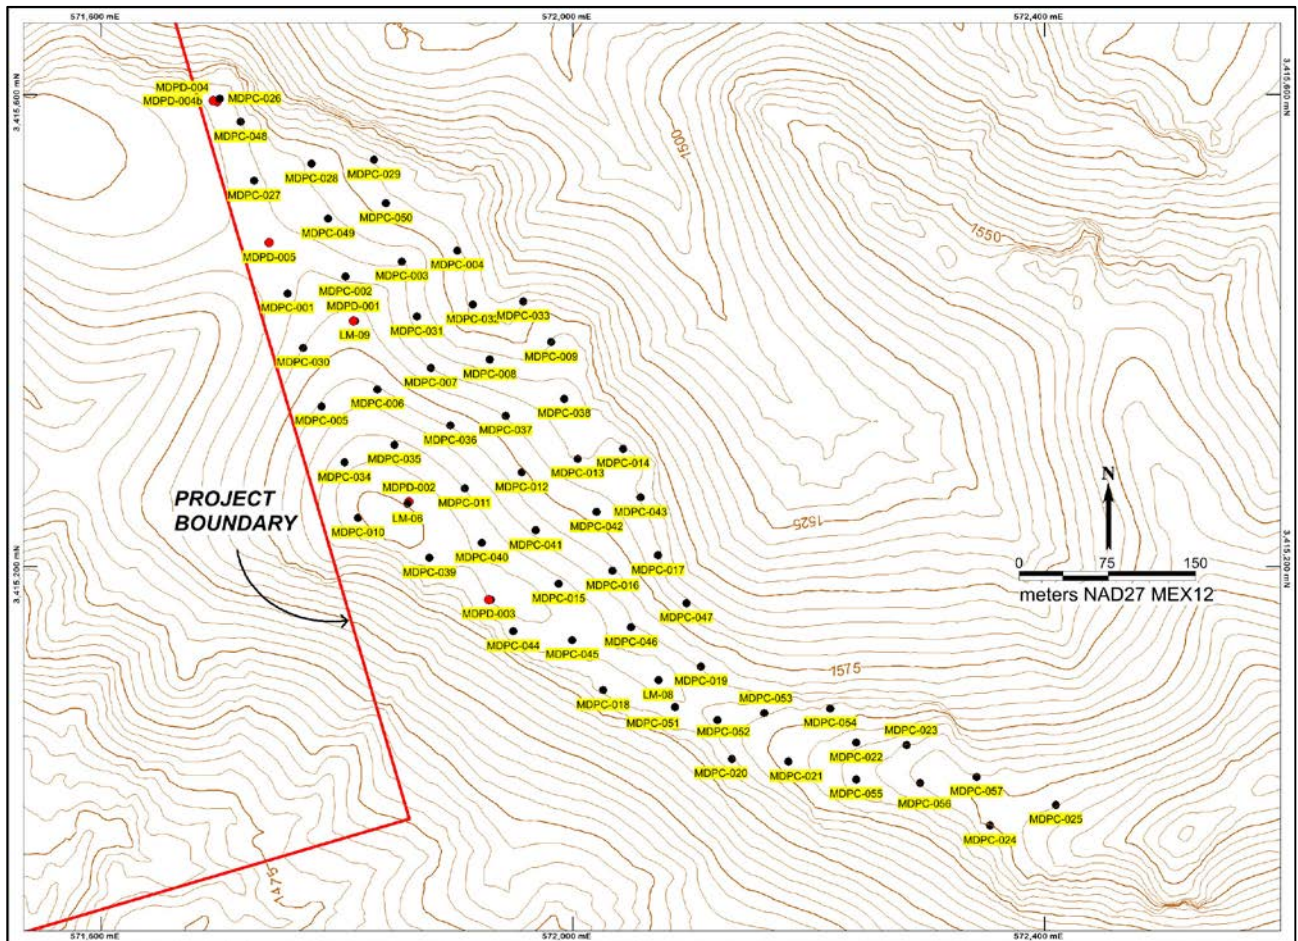 571,600 mE
572,000 mE
572,400 mE
3,415,600 mN
3,415,600 mN
MDPD-004
MDPD-004b
MDPC-026
MDPC-048
1500
MDPC-028
MDPC-029
MDPC-027
MDPC-050
MDPC-049
1550
MDPD-005
MDPC-004
MDPC-003
MDPC-002
MDPC-001
MDPD-001
MDPC-032
MDPC-033
MDPC-031
LM-09
MDPC-030
MDPC-009
MDPC-008
MDPC-007
MDPC-006
MDPC-005
MDPC-038
MDPC-037
MDPC-036
MDPC-035
MDPC-034
MDPC-014
MDPC-013
N
MDPD-002
MDPC-012
MDPC-011
PROJECT
BOUNDARY
LM-06
MDPC-043
MDPC-010
MDPC-042
1525
MDPC-041
MDPC-040
MDPC-039
MDPC-017
0 75 150
MDPC-016
3,415,200 mN
3,415,200 mN
meters NAD27 MEX12
MDPC-015
MDPD-003
MDPC-047
MDPC-044
MDPC-046
MDPC-045
1575
MDPC-019
LM-08
MDPC-018
MDPC-053
MDPC-051
MDPC-054
MDPC-052
MDPC-023
MDPC-022
MDPC-020
MDPC-021
MDPC-055
MDPC-057
MDPC-056
MDPC-025
MDPC-024
1475
571,600 mE
572,000 mE
572,400 mE